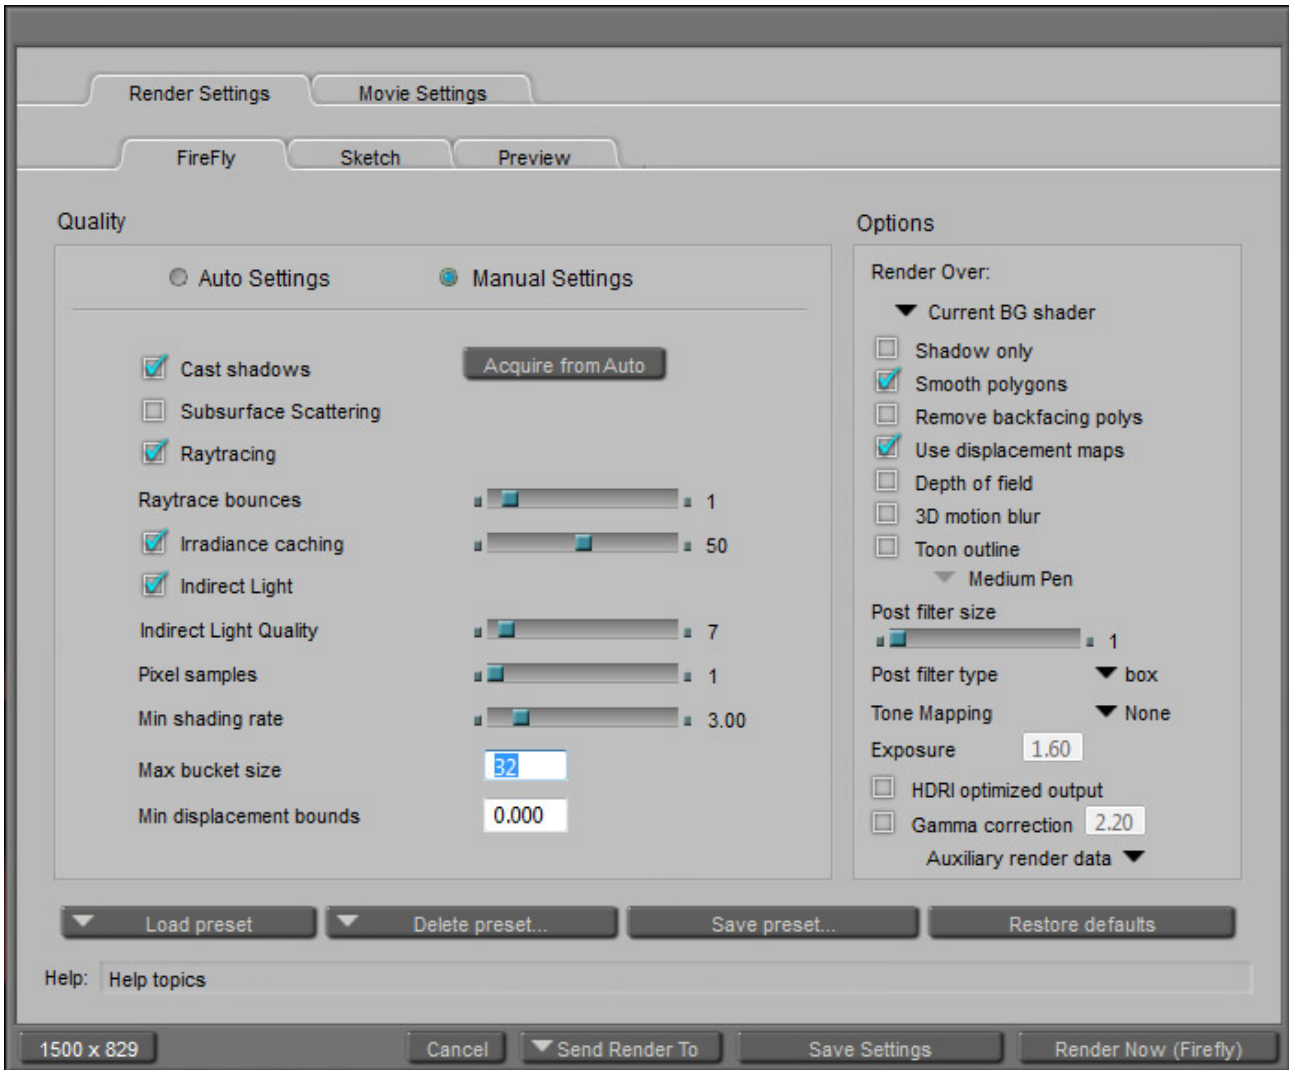 Render Settings Movie Settings
FireFly Sketch Preview
Quality
Auto Settings Manual Settings
Cast shadows Acquire from Auto
Subsurface Scattering
Raytracing
Raytrace bounces 1
Irradiance caching 50
Indirect Light
Indirect Light Quality 7
Pixel samples 1
Min shading rate 3.00
Max bucket size 32
Min displacement bounds 0.000
Options
Render Over:
Current BG shader
Shadow only
Smooth polygons
Remove backfacing polys
Use displacement maps
Depth of field
3D motion blur
Toon outline
Medium Pen
Post filter size
1
Post filter type box
Tone Mapping None
Exposure 1.60
HDRI optimized output
Gamma correction 2.20
Auxiliary render data
Load preset Delete preset... Save preset... Restore defaults
Help: Help topics
1500 x 829 Cancel Send Render To Save Settings Render Now (Firefly)